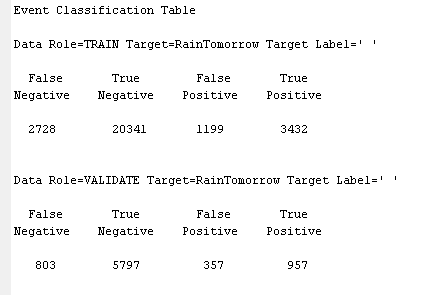 Event Classification Table
Data Role=TRAIN Target=RainTomorrow Target Label=' '
False True False True
Negative Negative Positive Positive
2728 20341 1199 3432
Data Role=VALIDATE Target=RainTomorrow Target Label=' '
False True False True
Negative Negative Positive Positive
803 5797 357 957